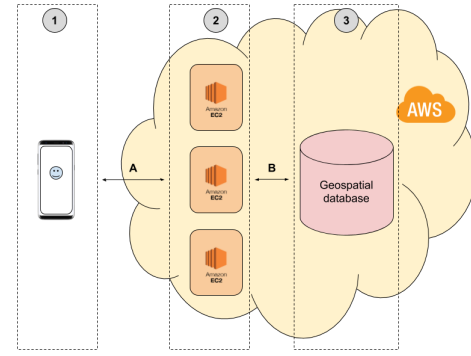 1
2
3
Amazon
EC2
AWS
A
Amazon
EC2
B
Geospatial
database
Amazon
EC2